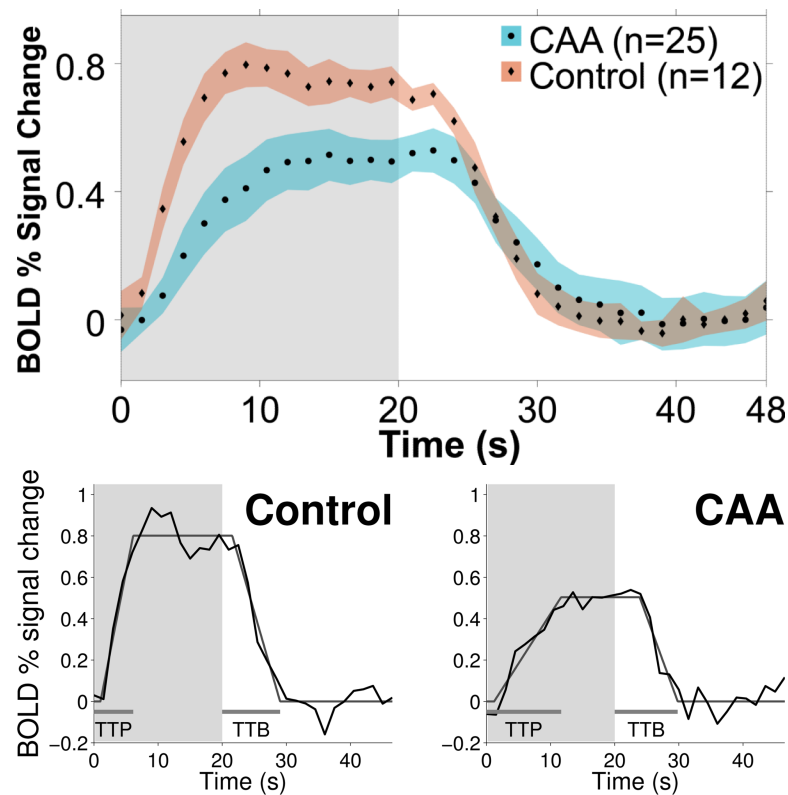 BOLD % Signal Change
0.8
0.4
0
CAA (n=25)
Control (n=12)
0 10 20 30 40 48
Time (s)
BOLD % signal change
1
0.8
0.6
0.4
0.2
0
−0.2
Control
TTP TTB
0 10 20 30 40
Time (s)
1
0.8
0.6
0.4
0.2
0
−0.2
CAA
TTP TTB
0 10 20 30 40
Time (s)